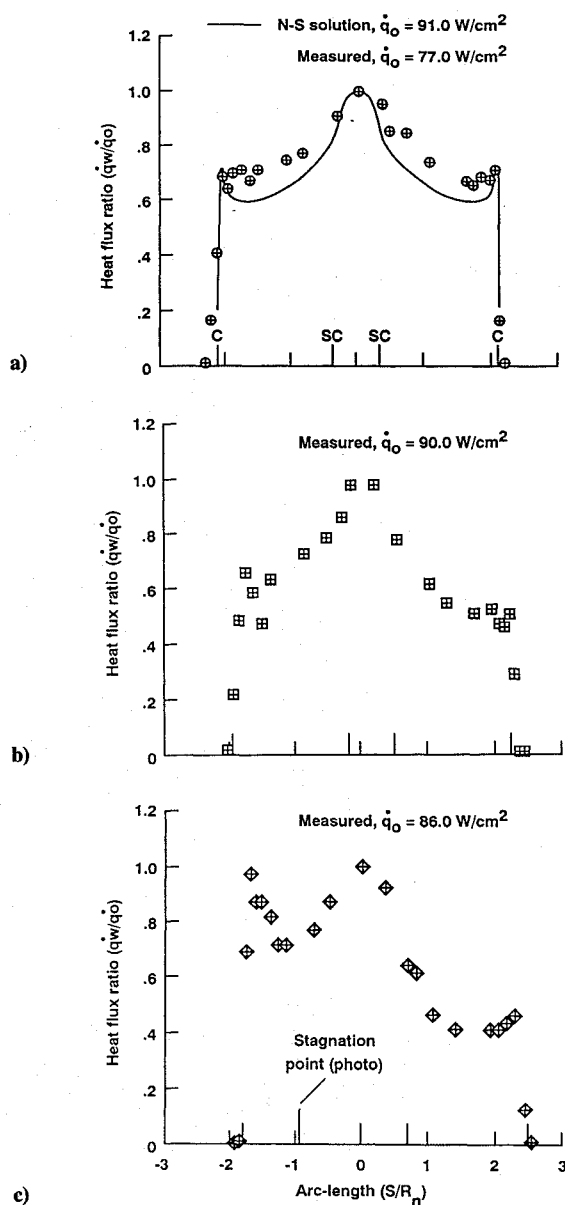 N-S solution, q̇o = 91.0 W/cm2
Measured, q̇o = 77.0 W/cm2
1.2
1.0
.8
.6
.4
.2
0
Heat flux ratio (q̇w/q̇o)
C
SC
SC
C
a)
Measured, q̇o = 90.0 W/cm2
1.2
1.0
.8
.6
.4
.2
0
Heat flux ratio (q̇w/q̇o)
b)
Measured, q̇o = 86.0 W/cm2
1.2
1.0
.8
.6
.4
.2
0
Heat flux ratio (q̇w/q̇o)
Stagnation
point (photo)
-3 -2 -1 0 1 2 3
Arc-length (S/Rn)
c)